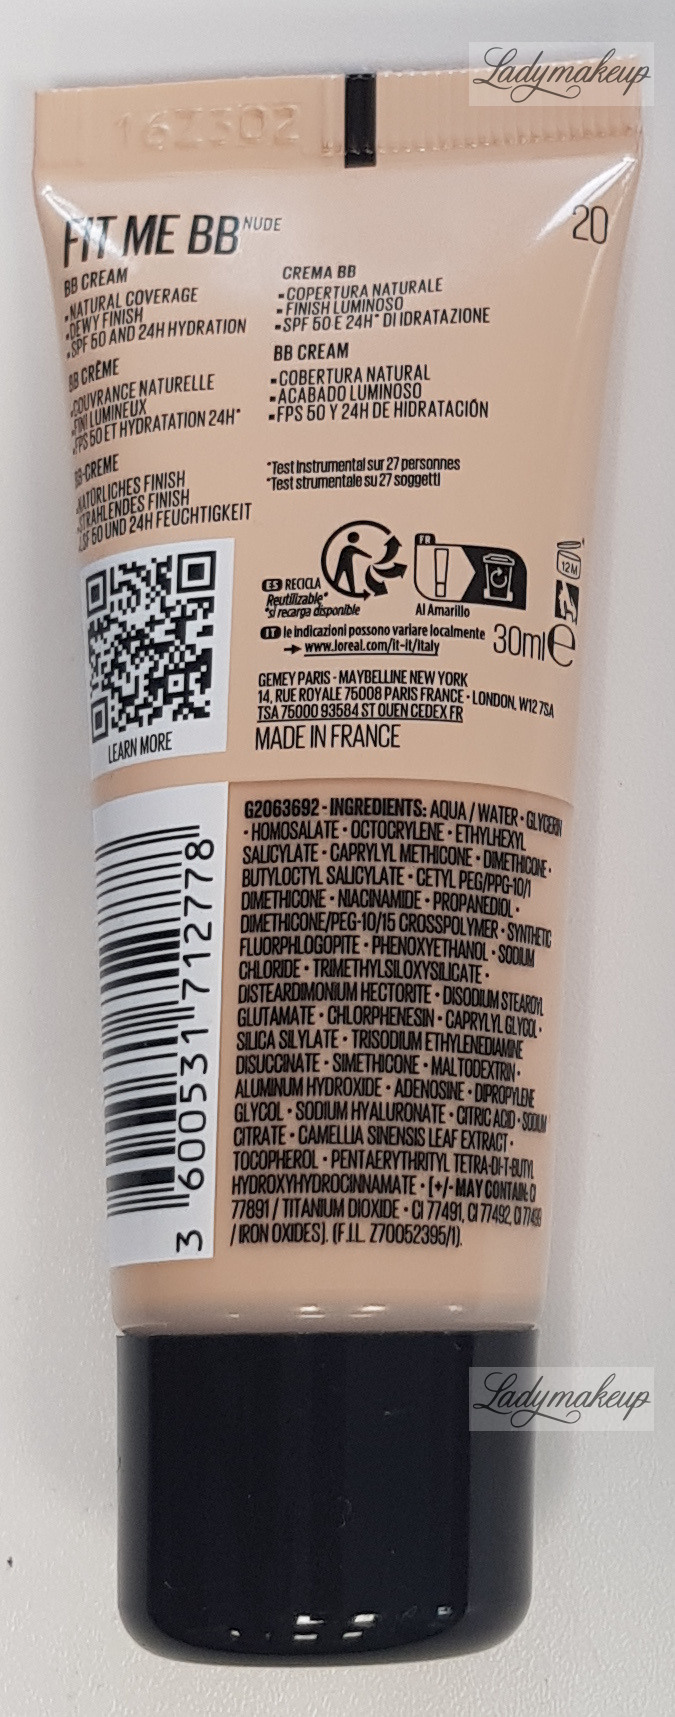 Ladymakeup
16Z302
FIT ME BB NUDE
20
BB CREAM
▪NATURAL COVERAGE
▪DEWY FINISH
▪SPF 50 AND 24H HYDRATION
BB CRÈME
▪COUVRANCE NATURELLE
▪FINI LUMINEUX
▪FPS 50 ET HYDRATATION 24H*
BB-CREME
▪NATÜRLICHES FINISH
▪STRAHLENDES FINISH
▪LSF 50 UND 24H FEUCHTIGKEIT
CREMA BB
▪COPERTURA NATURALE
▪FINISH LUMINOSO
▪SPF 50 E 24H* DI IDRATAZIONE
BB CREAM
▪COBERTURA NATURAL
▪ACABADO LUMINOSO
▪FPS 50 Y 24H DE HIDRATACIÓN
*Test instrumental sur 27 personnes
*Test strumentale su 27 soggetti
FR
12M
ES RECICLA
Reutilizable*
*si recarga disponible
Al Amarillo
IT le indicazioni possono variare localmente
→ www.loreal.com/it-it/italy
30ml e
GEMEY PARIS - MAYBELLINE NEW YORK
14, RUE ROYALE 75008 PARIS FRANCE • LONDON, W12 7SA
TSA 75000 93584 ST OUEN CEDEX FR
MADE IN FRANCE
LEARN MORE
G2063692 - INGREDIENTS: AQUA / WATER • GLYCERIN
• HOMOSALATE • OCTOCRYLENE • ETHYLHEXYL
SALICYLATE • CAPRYLYL METHICONE • DIMETHICONE •
BUTYLOCTYL SALICYLATE • CETYL PEG/PPG-10/1
DIMETHICONE • NIACINAMIDE • PROPANEDIOL •
DIMETHICONE/PEG-10/15 CROSSPOLYMER • SYNTHETIC
FLUORPHLOGOPITE • PHENOXYETHANOL • SODIUM
CHLORIDE • TRIMETHYLSILOXYSILICATE •
DISTEARDIMONIUM HECTORITE • DISODIUM STEAROYL
GLUTAMATE • CHLORPHENESIN • CAPRYLYL GLYCOL •
SILICA SILYLATE • TRISODIUM ETHYLENEDIAMINE
DISUCCINATE • SIMETHICONE • MALTODEXTRIN •
ALUMINUM HYDROXIDE • ADENOSINE • DIPROPYLENE
GLYCOL • SODIUM HYALURONATE • CITRIC ACID • SODIUM
CITRATE • CAMELLIA SINENSIS LEAF EXTRACT •
TOCOPHEROL • PENTAERYTHRITYL TETRA-DI-T-BUTYL
HYDROXYHYDROCINNAMATE • [+/- MAY CONTAIN: CI
77891 / TITANIUM DIOXIDE • CI 77491, CI 77492, CI 77499
/ IRON OXIDES]. (F.I.L. Z70052395/1).
3 600531 712778
Ladymakeup